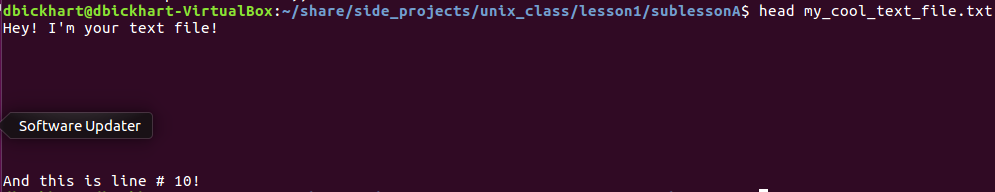 dbickhart@dbickhart-VirtualBox:~/share/side_projects/unix_class/lesson1/sublessonA$ head my_cool_text_file.txt
Hey! I'm your text file!
Software Updater
And this is line # 10!